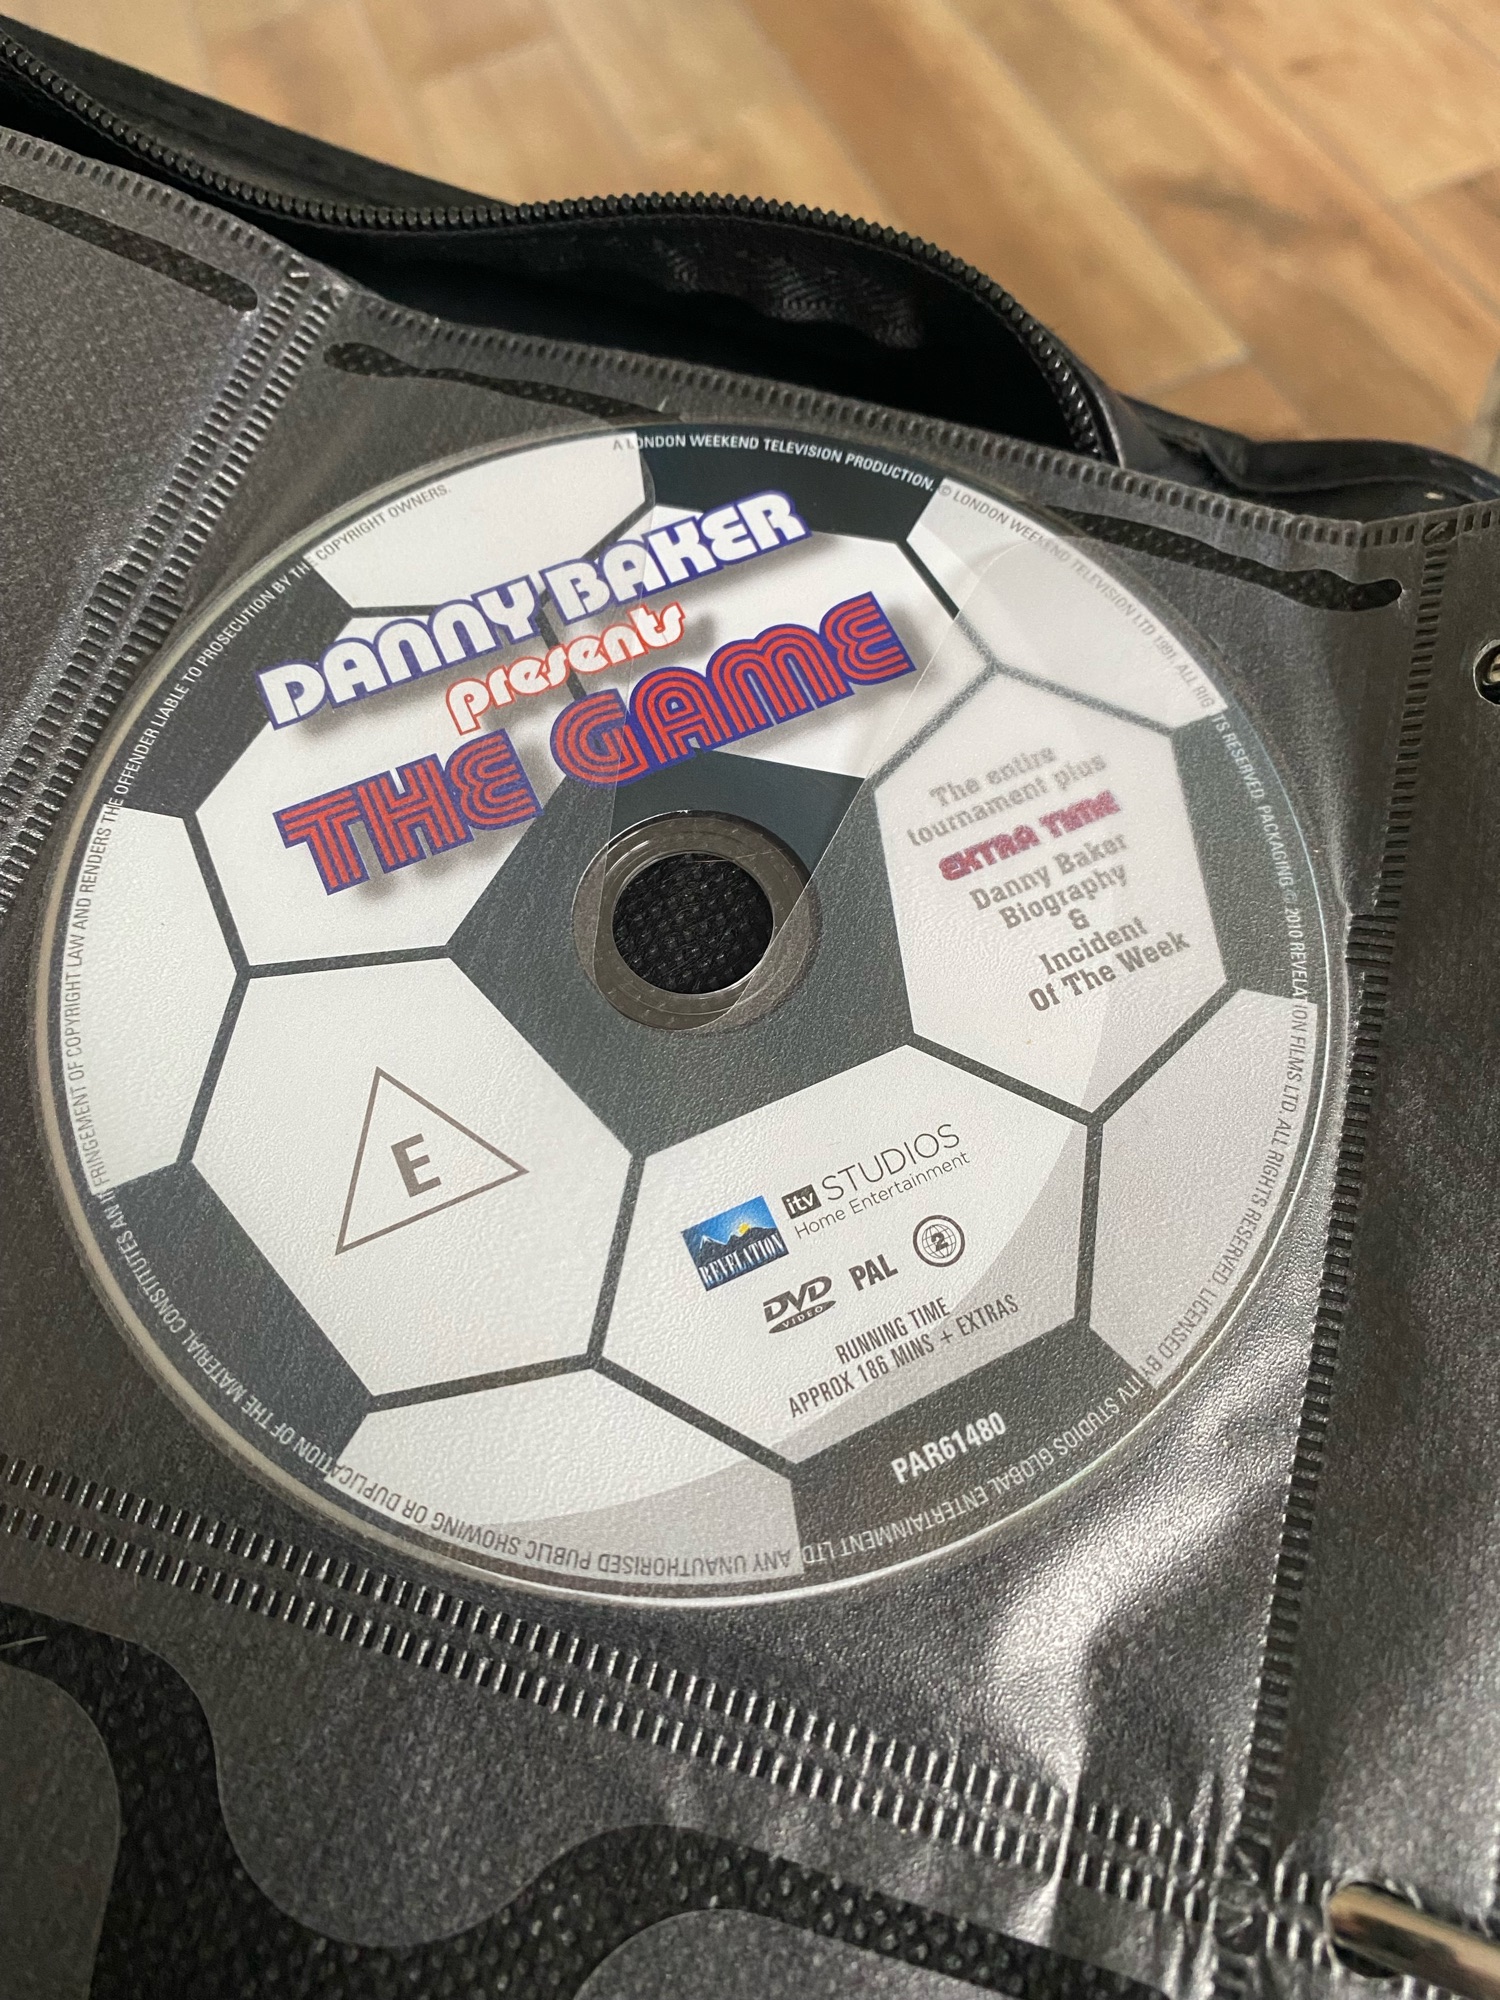 DANNY BAKER
presents
THE GAME
The entire
tournament plus
EXTRA TIME
Danny Baker
Biography
&
Incident
Of The Week
E
REVELATION
itv STUDIOS
Home Entertainment
DVD
VIDEO
PAL
2
RUNNING TIME
APPROX 186 MINS + EXTRAS
PAR61480
A LONDON WEEKEND TELEVISION PRODUCTION. © LONDON WEEKEND TELEVISION LTD 1991. ALL RIGHTS RESERVED. PACKAGING © 2010 REVELATION FILMS LTD. ALL RIGHTS RESERVED. LICENSED BY ITV STUDIOS GLOBAL ENTERTAINMENT LTD. ANY UNAUTHORISED PUBLIC SHOWING OR DUPLICATION OF THE MATERIAL CONSTITUTES AN INFRINGEMENT OF COPYRIGHT LAW AND RENDERS THE OFFENDER LIABLE TO PROSECUTION BY THE COPYRIGHT OWNERS.